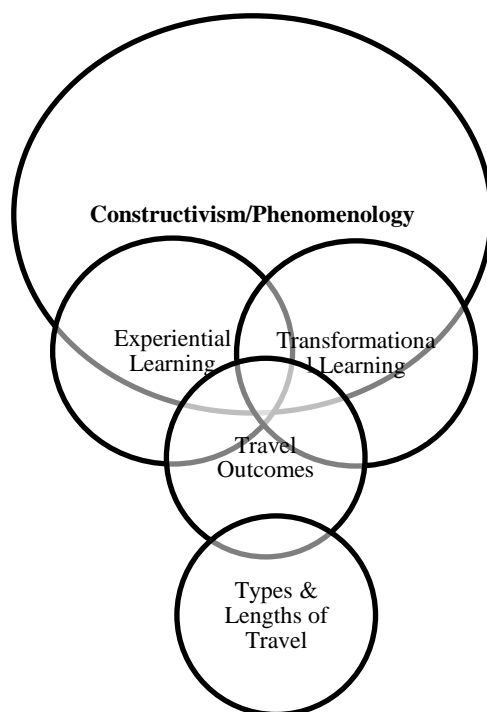 Constructivism/Phenomenology
Experiential
Learning
Transformationa
l Learning
Travel
Outcomes
Types &
Lengths of
Travel